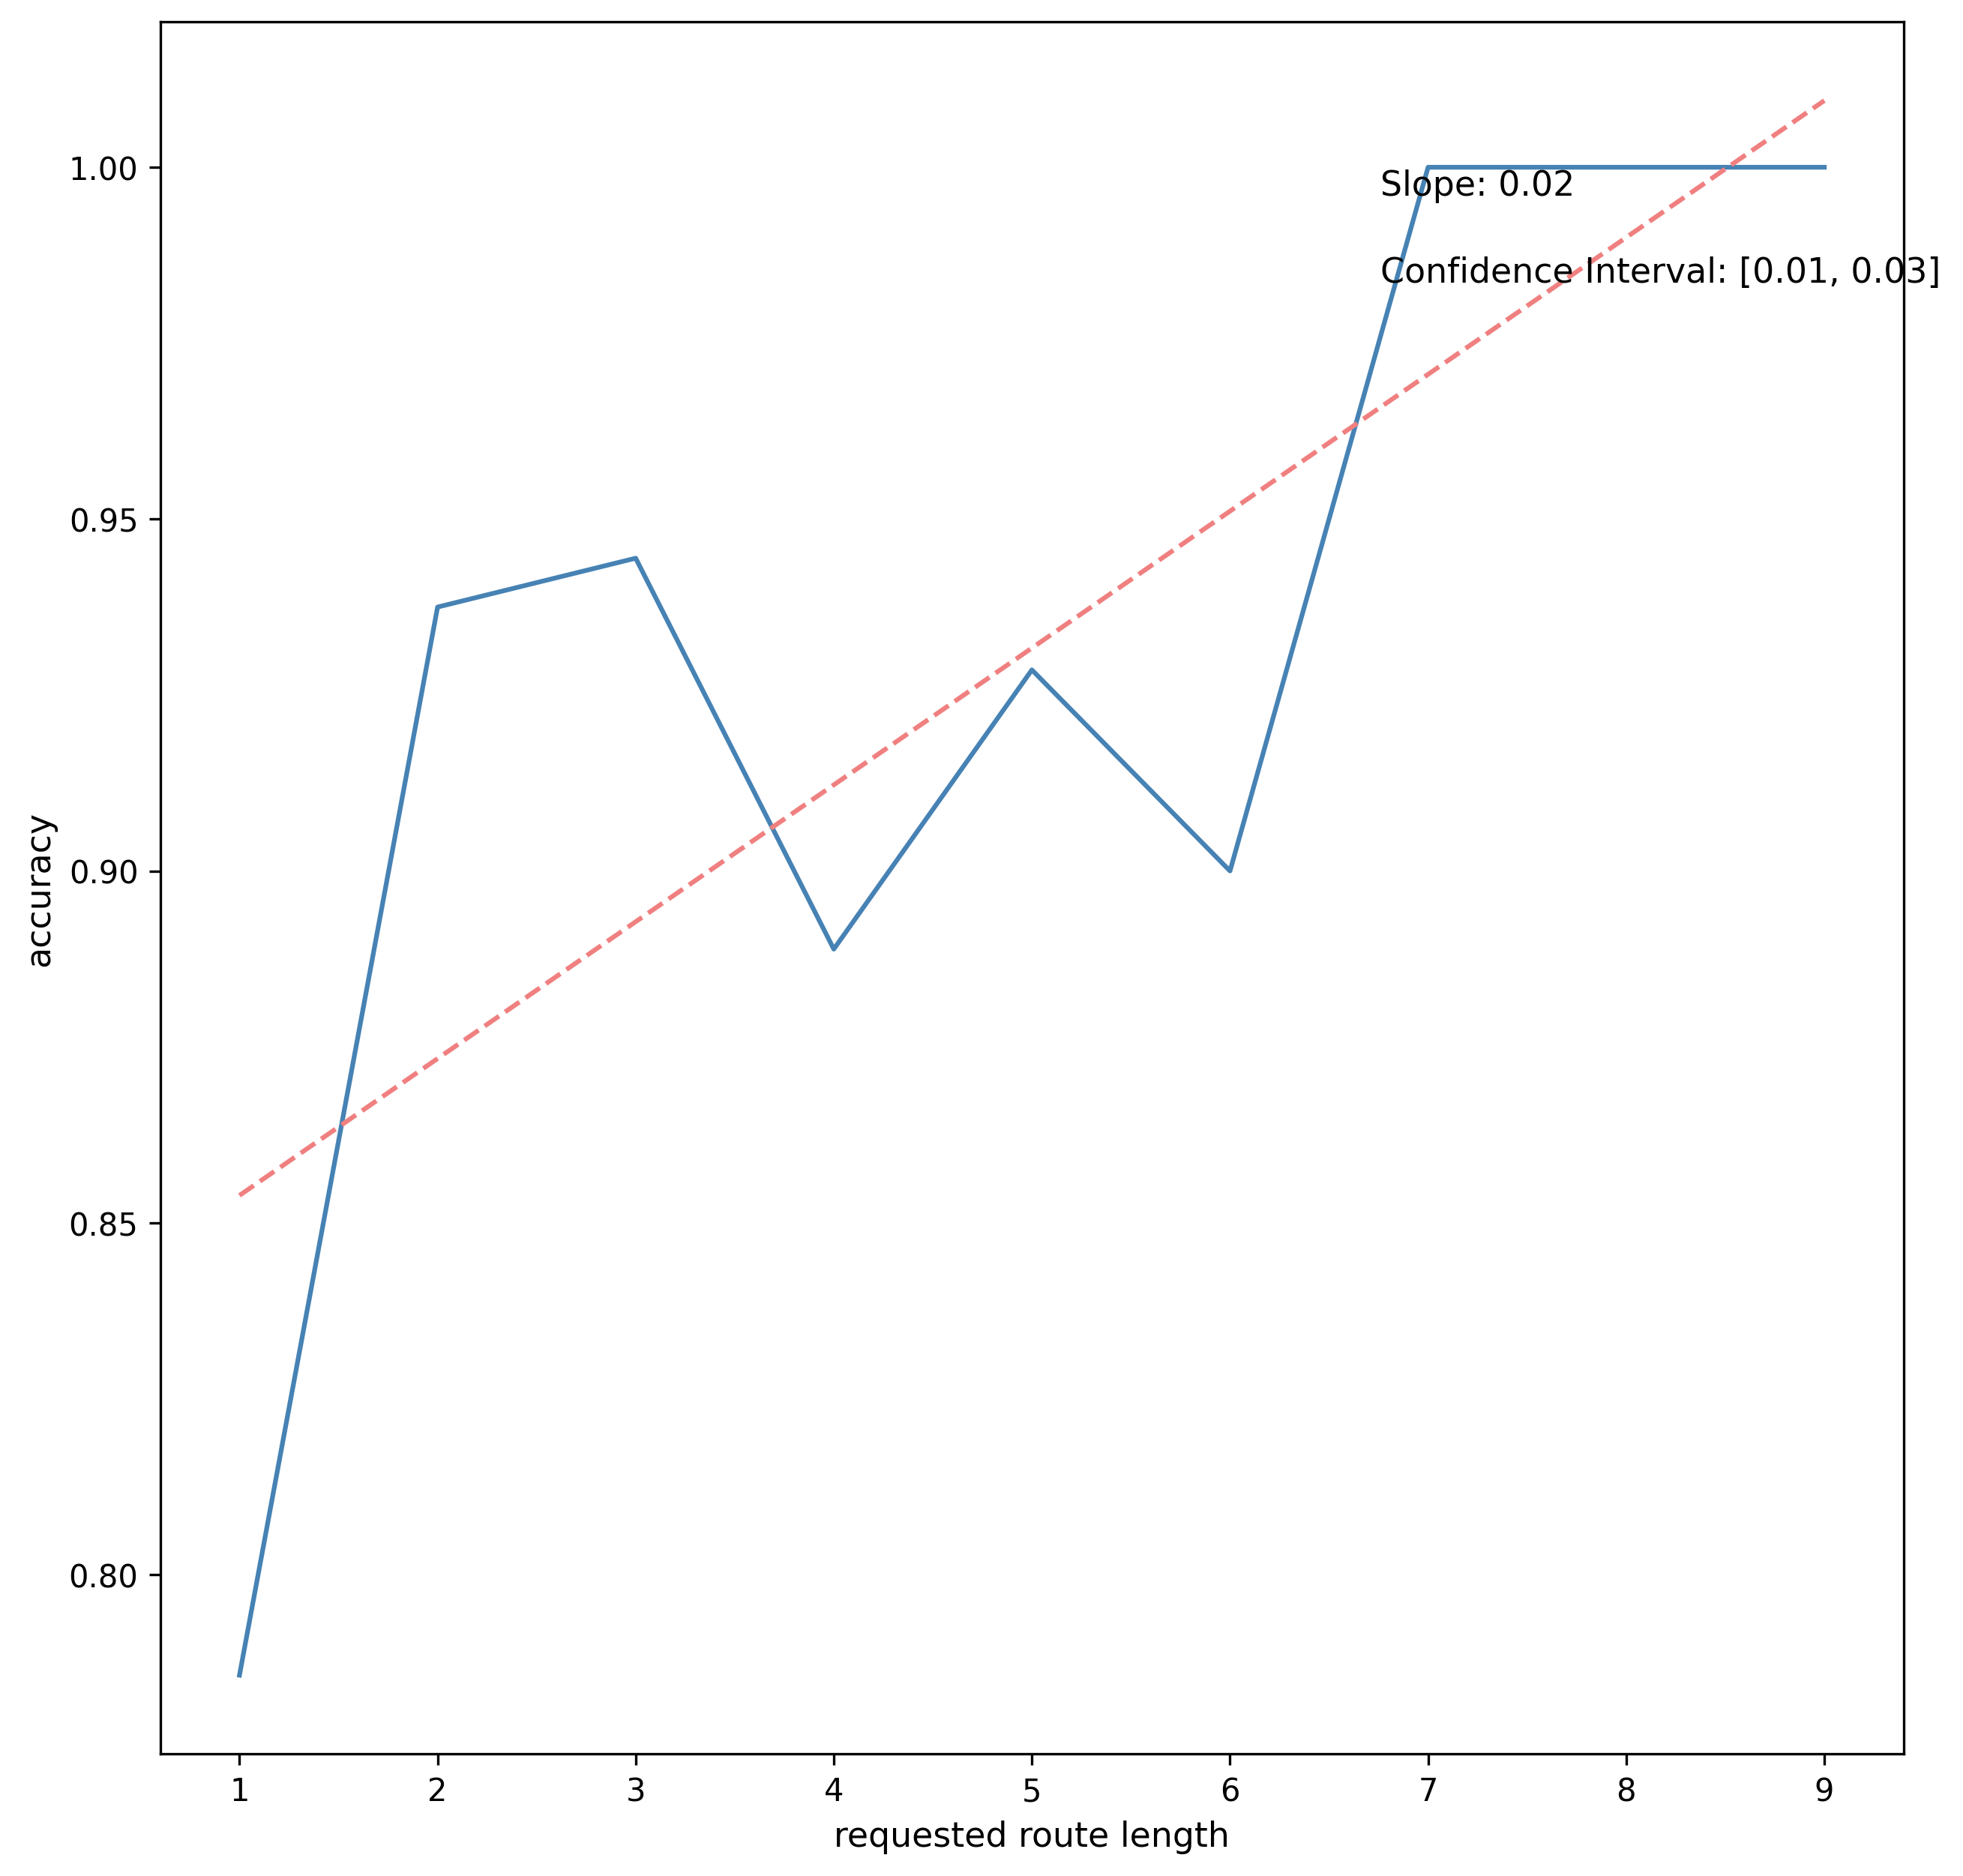 1.00
Slope: 0.02
Confidence Interval: [0.01, 0.03]
0.95
0.90
accuracy
0.85
0.80
1 2 3 4 5 6 7 8 9
requested route length